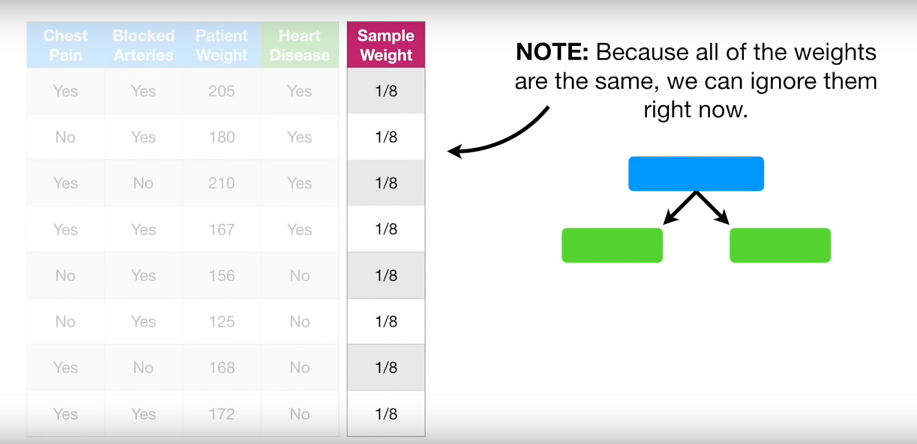 Chest Pain Blocked Arteries Patient Weight Heart Disease Sample Weight
Yes Yes 205 Yes 1/8
No Yes 180 Yes 1/8
Yes No 210 Yes 1/8
Yes Yes 167 Yes 1/8
No Yes 156 No 1/8
No Yes 125 No 1/8
Yes No 168 No 1/8
Yes Yes 172 No 1/8
NOTE: Because all of the weights
are the same, we can ignore them
right now.